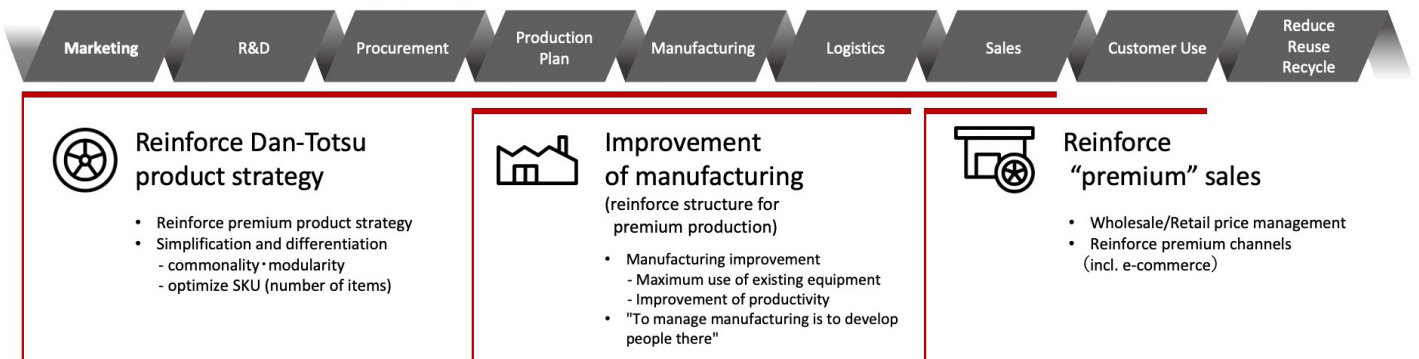 Marketing
R&D
Procurement
Production
Plan
Manufacturing
Logistics
Sales
Customer Use
Reduce
Reuse
Recycle
Reinforce Dan-Totsu
product strategy
• Reinforce premium product strategy
• Simplification and differentiation
- commonality・modularity
- optimize SKU (number of items)
Improvement
of manufacturing
(reinforce structure for
premium production)
• Manufacturing improvement
- Maximum use of existing equipment
- Improvement of productivity
• "To manage manufacturing is to develop
people there"
Reinforce
“premium” sales
• Wholesale/Retail price management
• Reinforce premium channels
（incl. e-commerce）